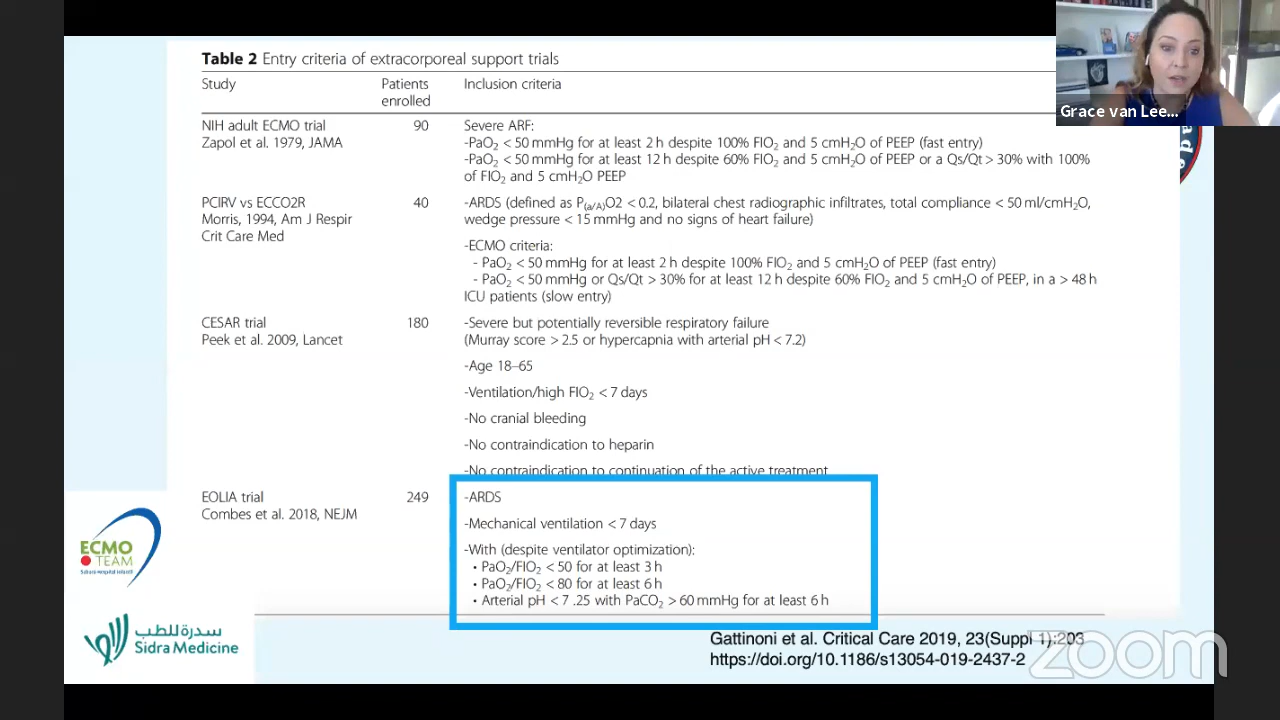 Table 2 Entry criteria of extracorporeal support trials
Study
Patients
enrolled
Inclusion criteria
Grace van Lee...
NIH adult ECMO trial
Zapol et al. 1979, JAMA
90
Severe ARF:
-PaO2 < 50 mmHg for at least 2 h despite 100% FIO2 and 5 cmH2O of PEEP (fast entry)
-PaO2 < 50 mmHg for at least 12 h despite 60% FIO2 and 5 cmH2O of PEEP or a Qs/Qt > 30% with 100%
of FIO2 and 5 cmH2O PEEP
PCIRV vs ECCO2R
Morris, 1994, Am J Respir
Crit Care Med
40
-ARDS (defined as P(a/A)O2 < 0.2, bilateral chest radiographic infiltrates, total compliance < 50 ml/cmH2O,
wedge pressure < 15 mmHg and no signs of heart failure)
-ECMO criteria:
- PaO2 < 50 mmHg for at least 2 h despite 100% FIO2 and 5 cmH2O of PEEP (fast entry)
- PaO2 < 50 mmHg or Qs/Qt > 30% for at least 12 h despite 60% FIO2 and 5 cmH2O of PEEP, in a > 48 h
ICU patients (slow entry)
CESAR trial
Peek et al. 2009, Lancet
180
-Severe but potentially reversible respiratory failure
(Murray score > 2.5 or hypercapnia with arterial pH < 7.2)
-Age 18–65
-Ventilation/high FIO2 < 7 days
-No cranial bleeding
-No contraindication to heparin
-No contraindication to continuation of the active treatment
EOLIA trial
Combes et al. 2018, NEJM
249
-ARDS
-Mechanical ventilation < 7 days
-With (despite ventilator optimization):
• PaO2/FIO2 < 50 for at least 3 h
• PaO2/FIO2 < 80 for at least 6 h
• Arterial pH < 7 .25 with PaCO2 > 60 mmHg for at least 6 h
ECMO
TEAM
سدرة للطب
Sidra Medicine
Gattinoni et al. Critical Care 2019, 23(Suppl 1):203
https://doi.org/10.1186/s13054-019-2437-2
zoom